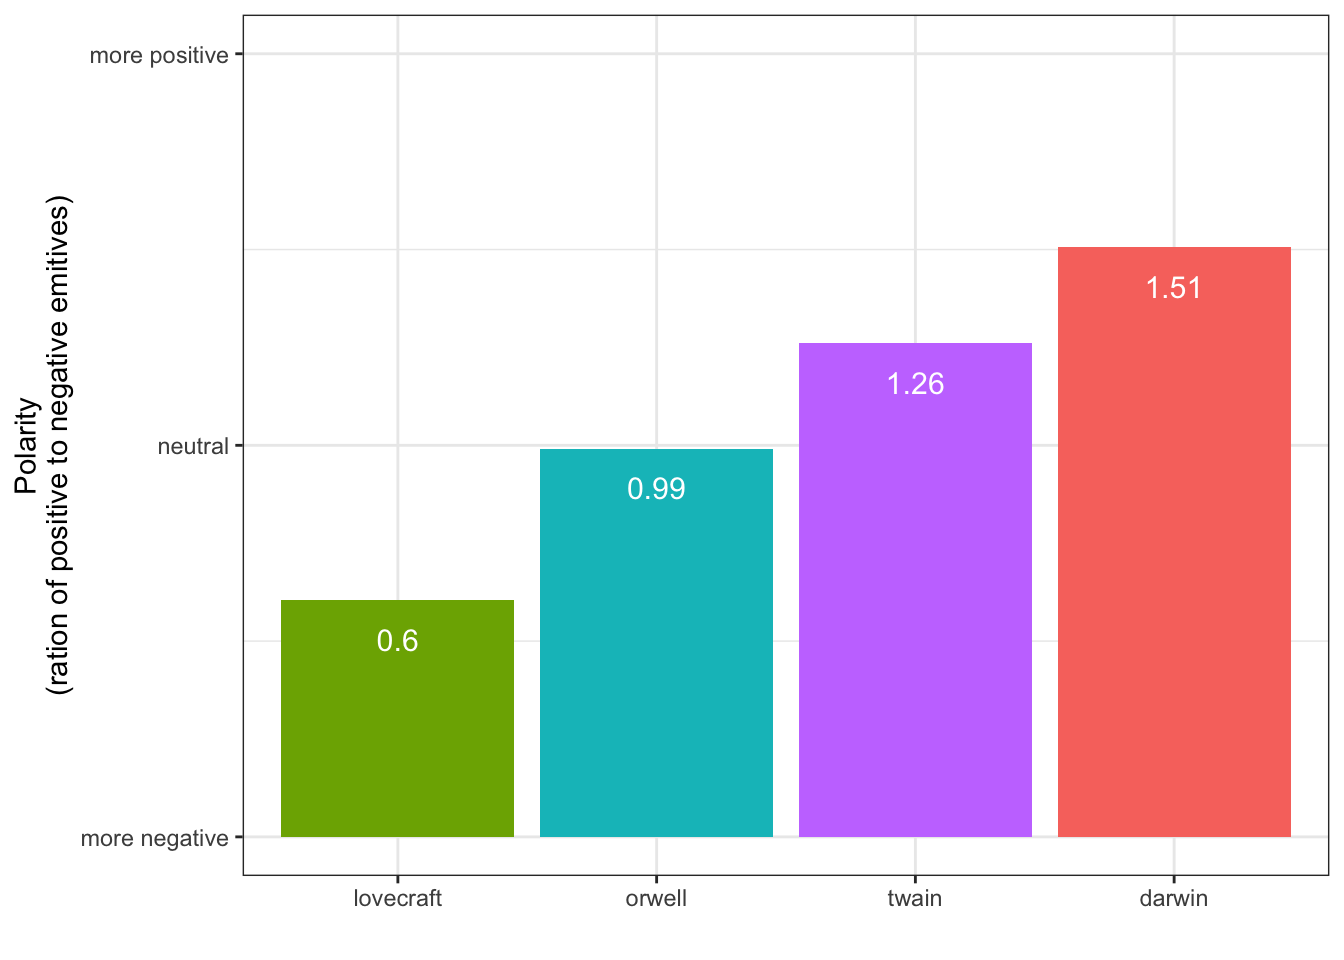 more positive
neutral
more negative
Polarity
(ration of positive to negative emitives)
0.6
0.99
1.26
1.51
lovecraft
orwell
twain
darwin